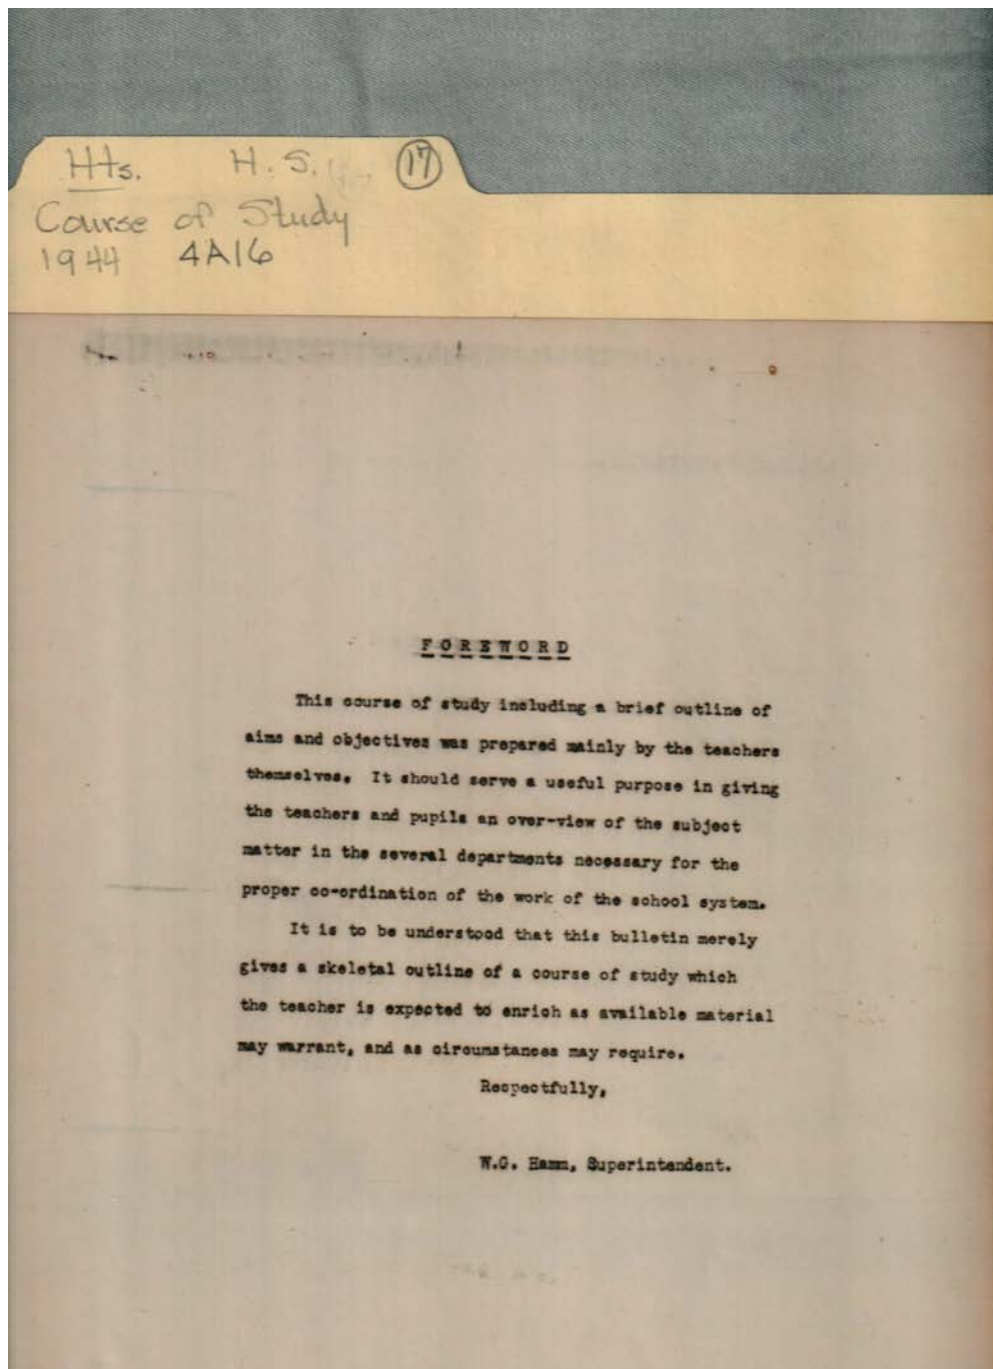 Hts. H. S. 17
Course of Study
1944 4A16
FOREWORD
This course of study including a brief outline of
aims and objectives was prepared mainly by the teachers
themselves. It should serve a useful purpose in giving
the teachers and pupils an over-view of the subject
matter in the several departments necessary for the
proper co-ordination of the work of the school system.
It is to be understood that this bulletin merely
gives a skeletal outline of a course of study which
the teacher is expected to enrich as available material
may warrant, and as circumstances may require.
Respectfully,
W.G. Hamm, Superintendent.